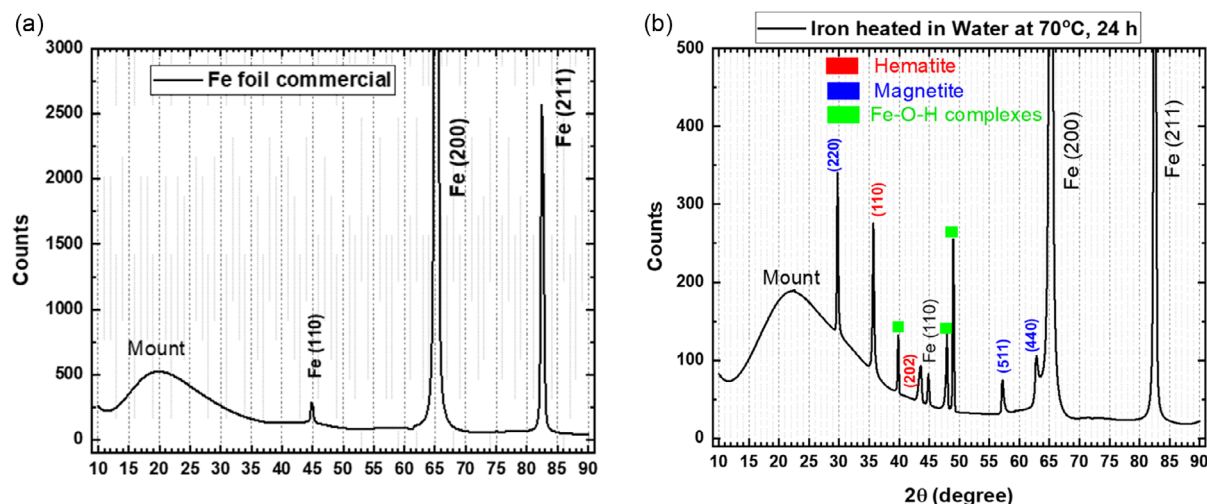 (a)
3000
2500
2000
1500
1000
500
0
Counts
Fe foil commercial
Mount
Fe (110)
Fe (200)
Fe (211)
10 15 20 25 30 35 40 45 50 55 60 65 70 75 80 85 90
(b)
Iron heated in Water at 70°C, 24 h
500
400
300
200
100
0
Counts
Hematite
Magnetite
Fe-O-H complexes
Mount
(220)
(110)
(202)
Fe (110)
(511)
(440)
Fe (200)
Fe (211)
10 15 20 25 30 35 40 45 50 55 60 65 70 75 80 85 90
2θ (degree)